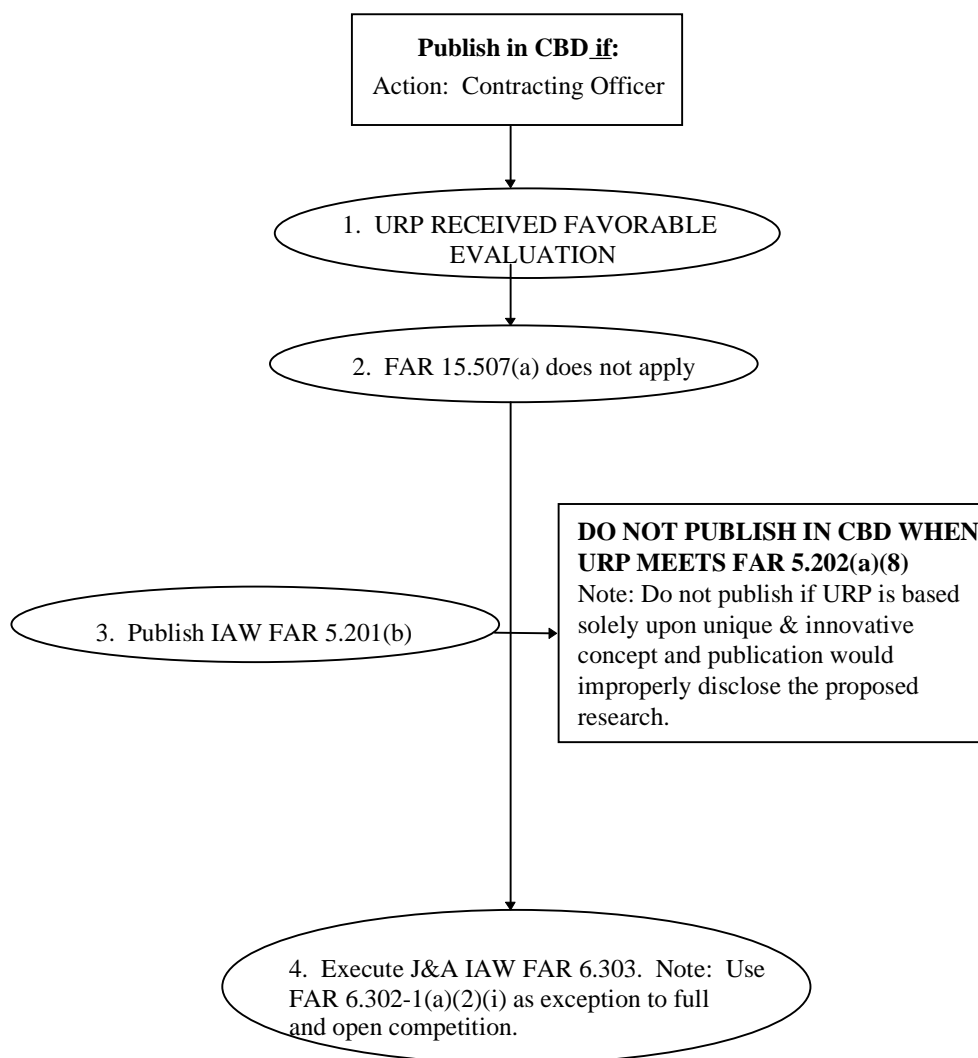 Publish in CBD if:
Action: Contracting Officer
1. URP RECEIVED FAVORABLE
EVALUATION
2. FAR 15.507(a) does not apply
3. Publish IAW FAR 5.201(b)
DO NOT PUBLISH IN CBD WHEN
URP MEETS FAR 5.202(a)(8)
Note: Do not publish if URP is based
solely upon unique & innovative
concept and publication would
improperly disclose the proposed
research.
4. Execute J&A IAW FAR 6.303. Note: Use
FAR 6.302-1(a)(2)(i) as exception to full
and open competition.